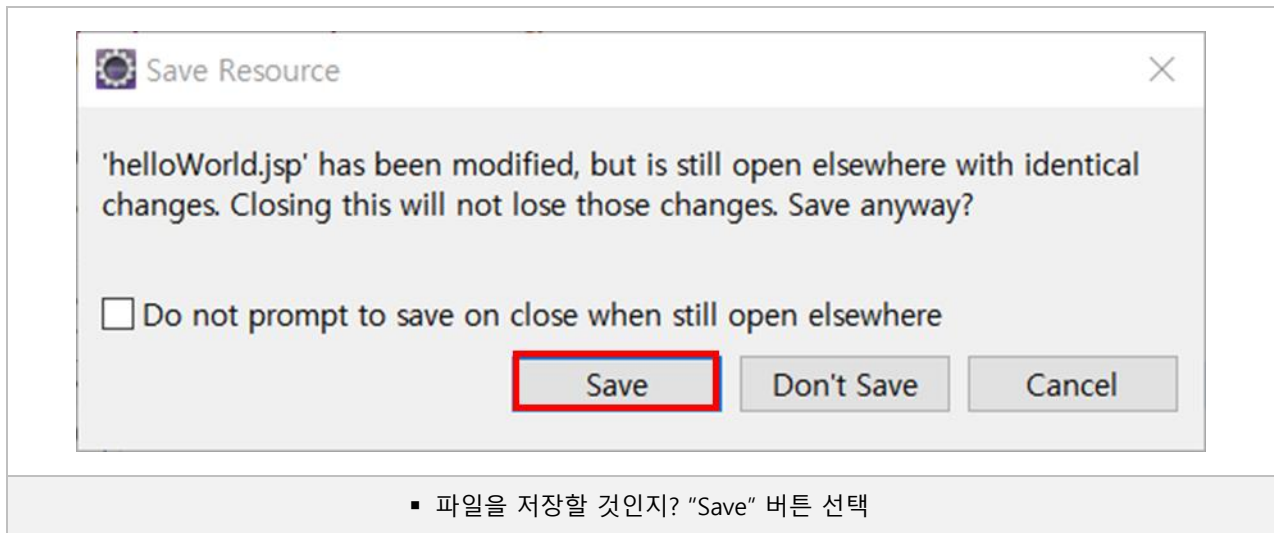 Save Resource
'helloWorld.jsp' has been modified, but is still open elsewhere with identical
changes. Closing this will not lose those changes. Save anyway?
Do not prompt to save on close when still open elsewhere
Save Don't Save Cancel
▪ 파일을 저장할 것인지? "Save" 버튼 선택